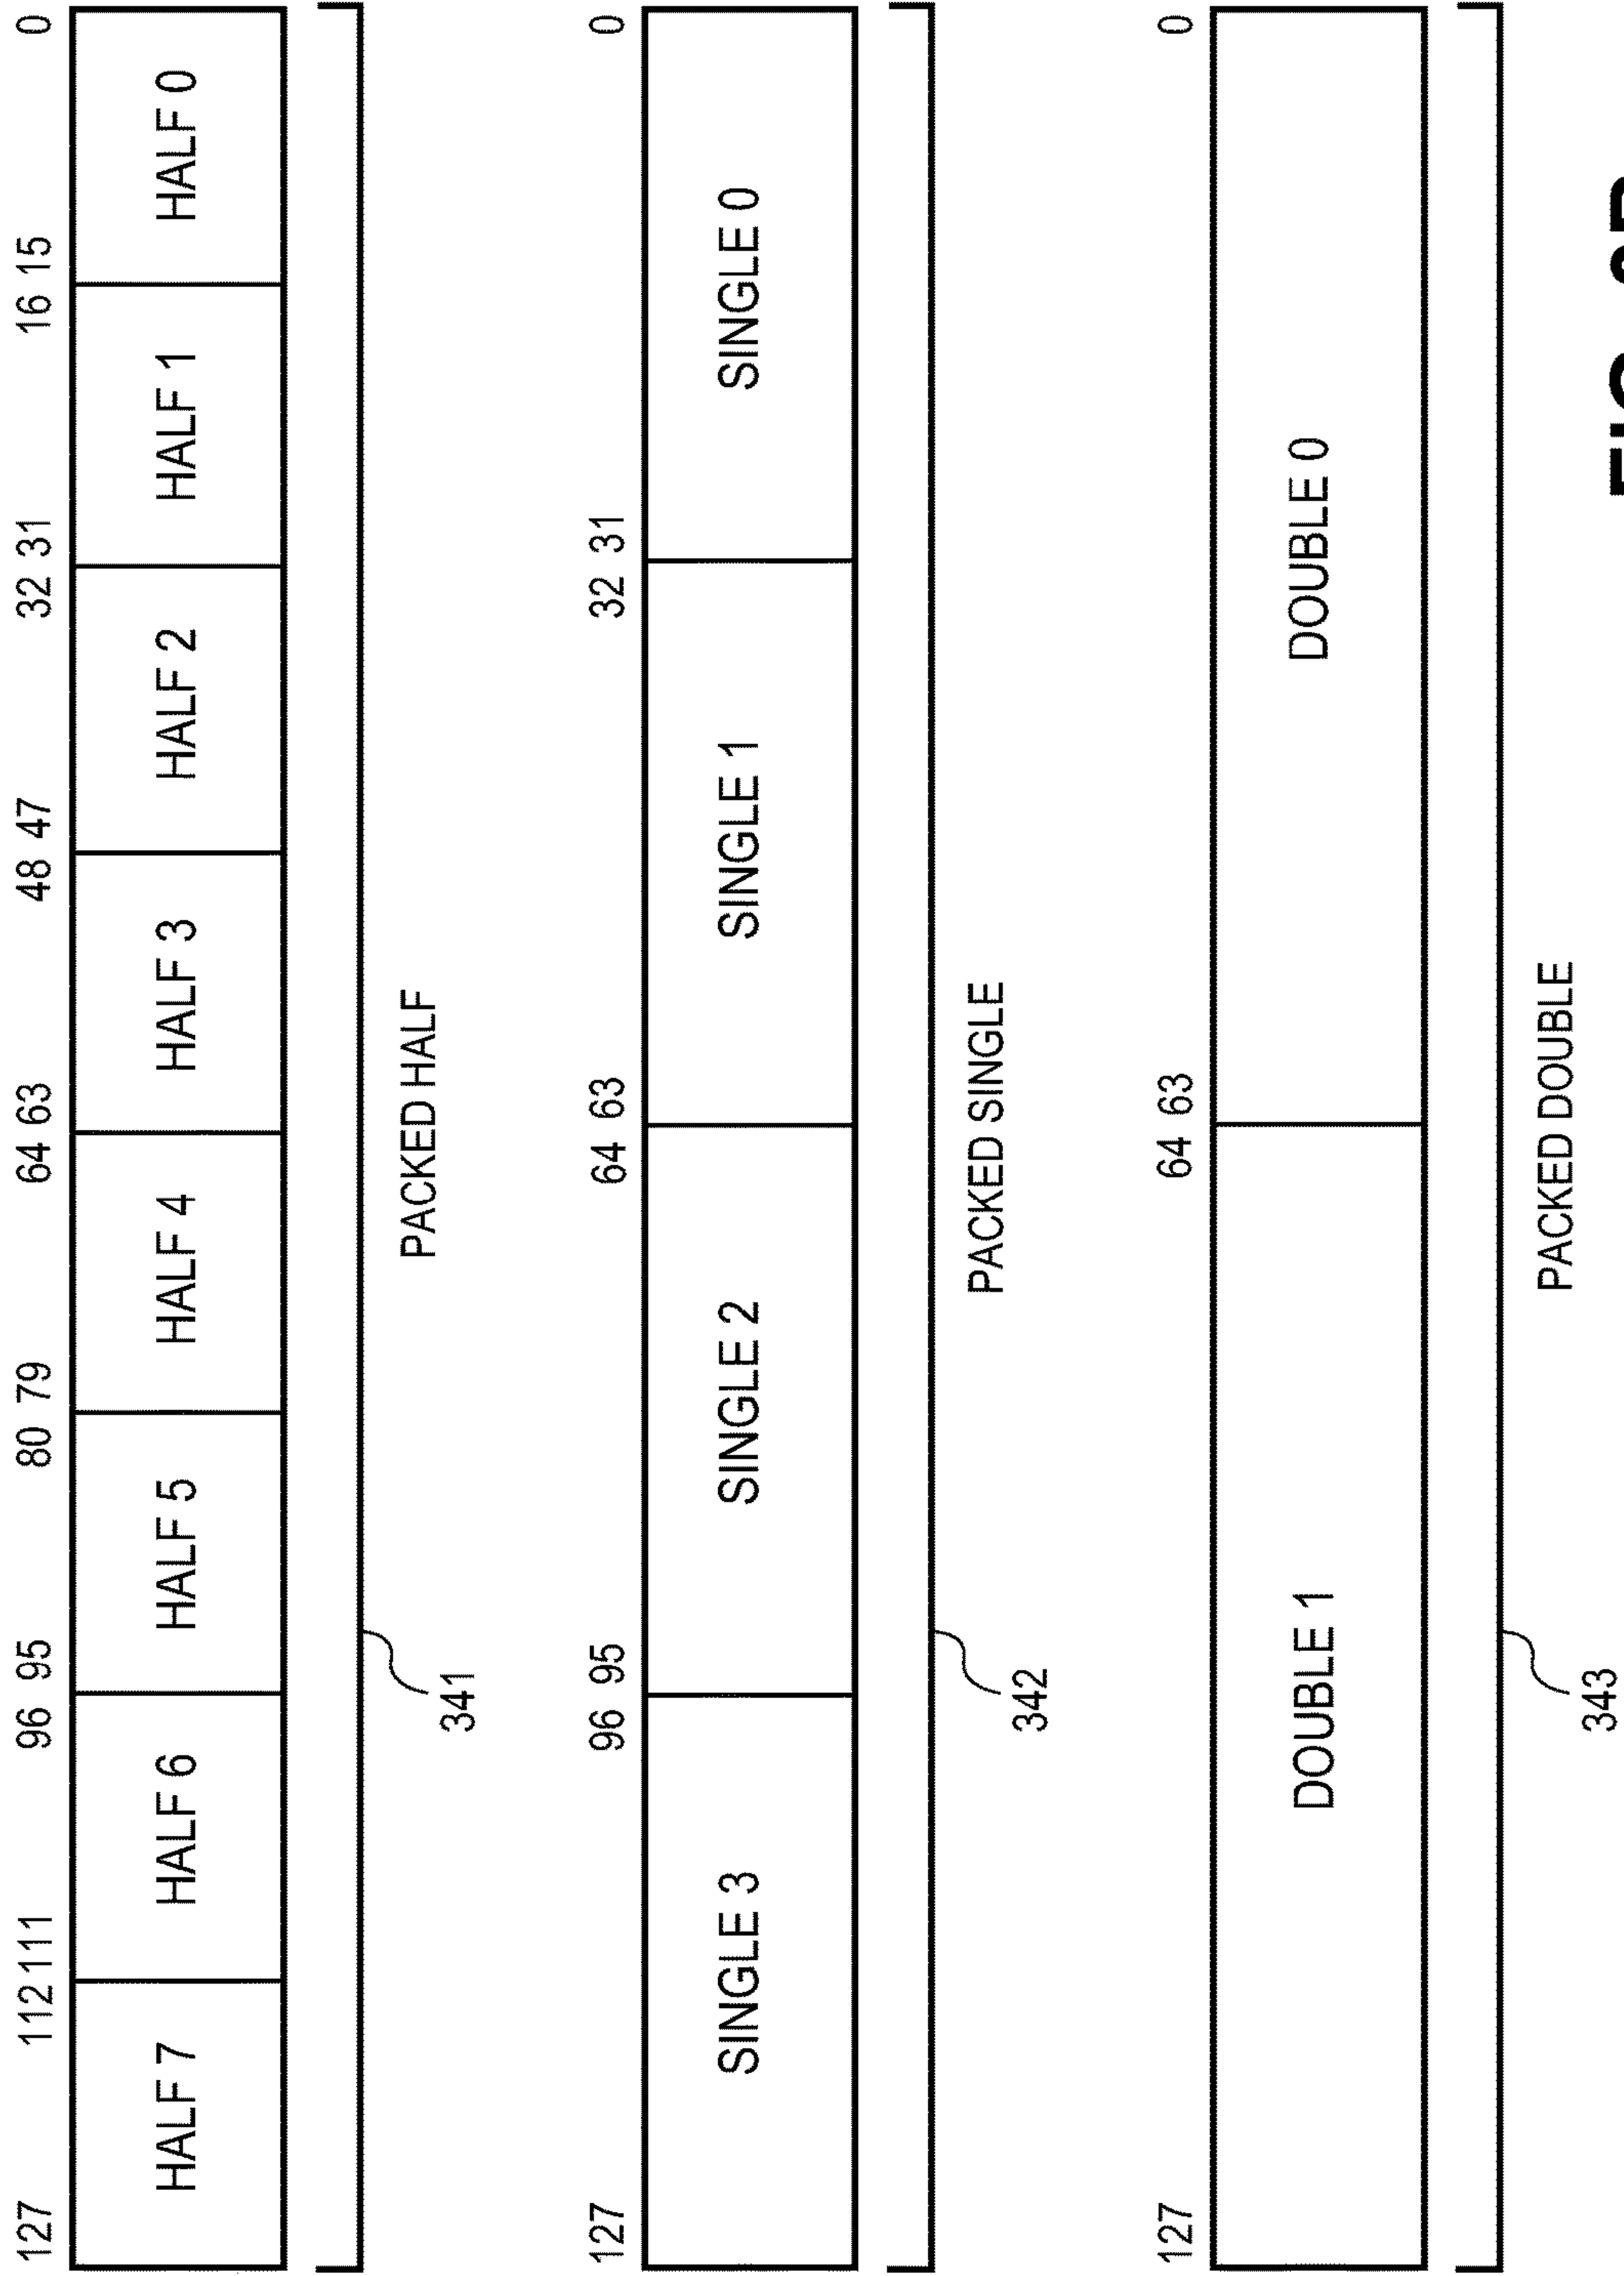 127 112 111 96 95 80 79 64 63 48 47 32 31 16 15 0
HALF 7 HALF 6 HALF 5 HALF 4 HALF 3 HALF 2 HALF 1 HALF 0
PACKED HALF
341
127 96 95 64 63 32 31 0
SINGLE 3 SINGLE 2 SINGLE 1 SINGLE 0
PACKED SINGLE
342
127 64 63 0
DOUBLE 1 DOUBLE 0
PACKED DOUBLE
343